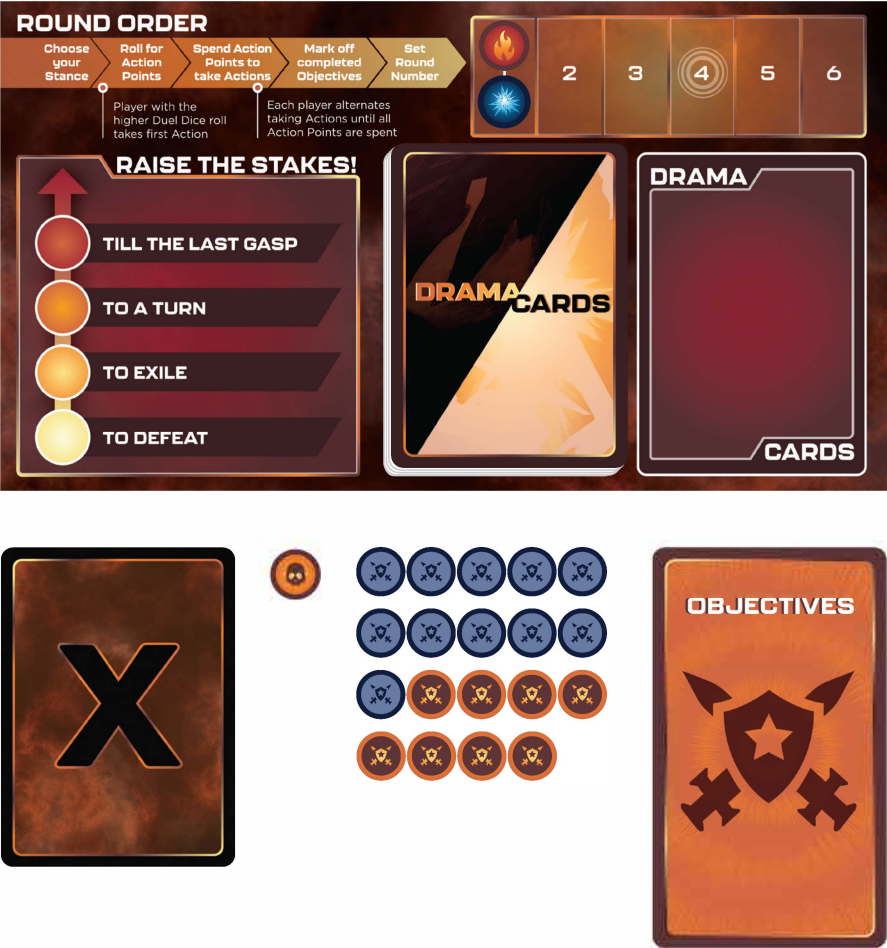 ROUND ORDER
Choose
your
Stance
Roll for
Action
Points
Spend Action
Points to
take Actions
Mark off
completed
Objectives
Set
Round
Number
Player with the
higher Duel Dice roll
takes first Action
Each player alternates
taking Actions until all
Action Points are spent
2 3 4 5 6
RAISE THE STAKES!
TILL THE LAST GASP
TO A TURN
TO EXILE
TO DEFEAT
DRAMA
CARDS
DRAMA
CARDS
X
OBJECTIVES